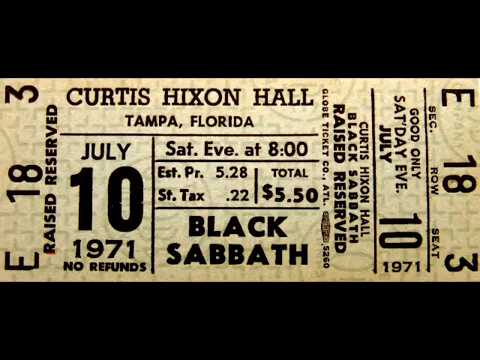 E 18 3
RAISED RESERVED
CURTIS HIXON HALL
TAMPA, FLORIDA
JULY
10
1971
NO REFUNDS
Sat. Eve. at 8:00
Est. Pr. 5.28
St. Tax .22
TOTAL
$5.50
BLACK
SABBATH
GLOBE TICKET CO. ATL. 5260
RAISED RESERVED
BLACK SABBATH
CURTIS HIXON HALL
GOOD ONLY
SAT'DAY EVE.
JULY
10
1971
SEC. ROW SEAT
E 18 3